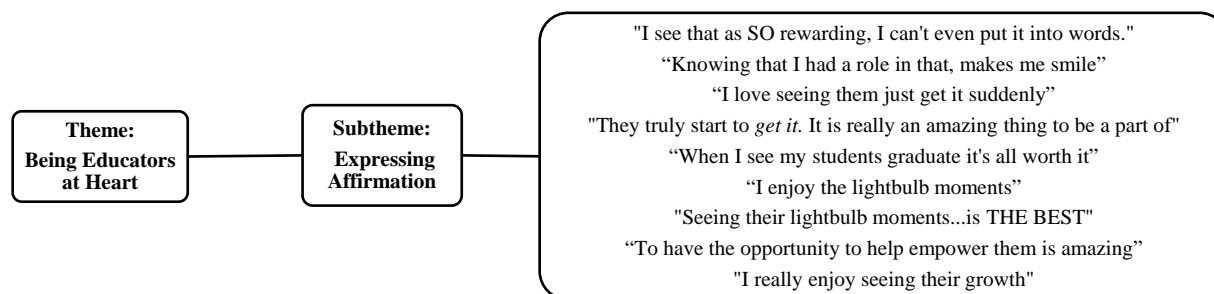 Theme:
Being Educators
at Heart
Subtheme:
Expressing
Affirmation
"I see that as SO rewarding, I can't even put it into words."
“Knowing that I had a role in that, makes me smile”
“I love seeing them just get it suddenly”
"They truly start to get it. It is really an amazing thing to be a part of"
“When I see my students graduate it's all worth it”
“I enjoy the lightbulb moments”
"Seeing their lightbulb moments...is THE BEST"
“To have the opportunity to help empower them is amazing”
"I really enjoy seeing their growth"